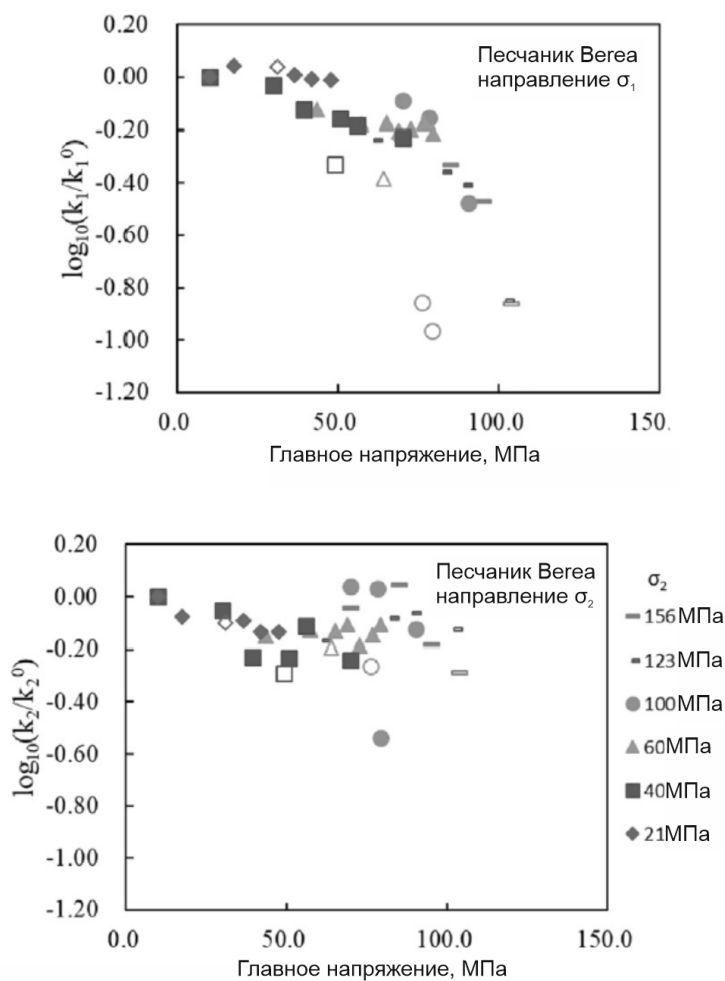 0.20
Песчаник Berea
направление σ₁
0.00
-0.20
-0.40
-0.60
-0.80
-1.00
-1.20
log₁₀(k₁/k₁⁰)
0.0
50.0
100.0
150.
Главное напряжение, МПа
0.20
Песчаник Berea
направление σ₂
0.00
-0.20
-0.40
-0.60
-0.80
-1.00
-1.20
log₁₀(k₂/k₂⁰)
0.0
50.0
100.0
150.0
Главное напряжение, МПа
σ₂
156МПа
123МПа
100МПа
60МПа
40МПа
21МПа